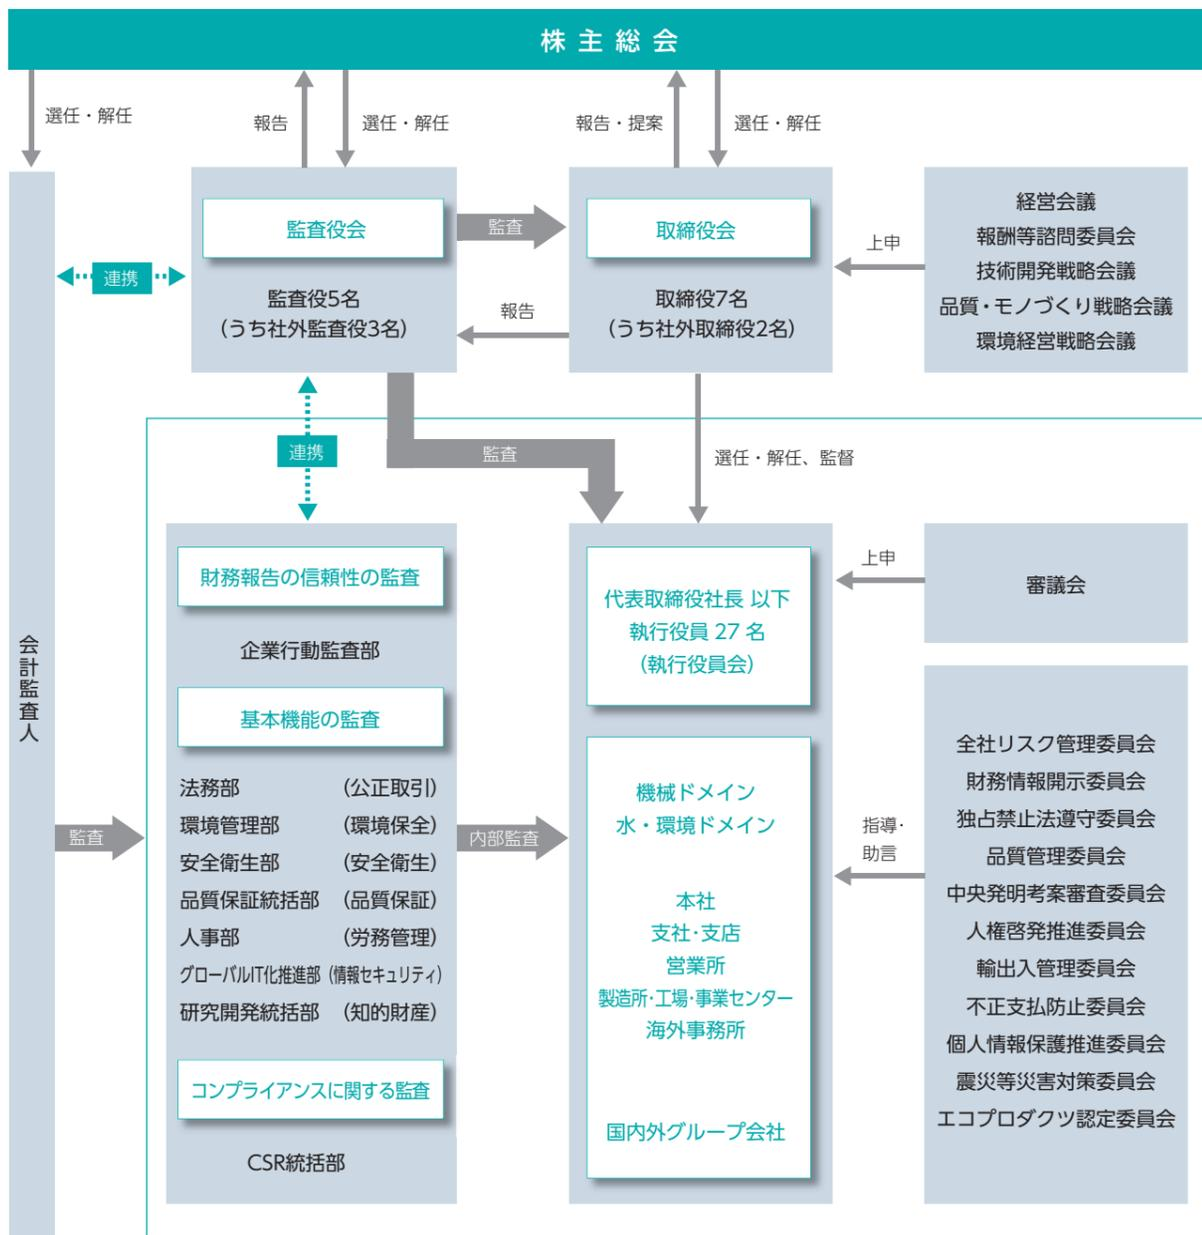 株主総会
選任・解任
報告
選任・解任
報告・提案
選任・解任
監査役会
監査
取締役会
上申
経営会議
報酬等諮問委員会
技術開発戦略会議
品質・モノづくり戦略会議
環境経営戦略会議
連携
監査役5名
(うち社外監査役3名)
報告
取締役7名
(うち社外取締役2名)
連携
監査
選任・解任、監督
会計監査人
監査
財務報告の信頼性の監査
企業行動監査部
基本機能の監査
法務部 (公正取引)
環境管理部 (環境保全)
安全衛生部 (安全衛生)
品質保証統括部 (品質保証)
人事部 (労務管理)
グローバルIT化推進部 (情報セキュリティ)
研究開発統括部 (知的財産)
コンプライアンスに関する監査
CSR統括部
内部監査
代表取締役社長 以下
執行役員 27 名
(執行役員会)
機械ドメイン
水・環境ドメイン
本社
支社・支店
営業所
製造所・工場・事業センター
海外事務所
国内外グループ会社
上申
審議会
指導・
助言
全社リスク管理委員会
財務情報開示委員会
独占禁止法遵守委員会
品質管理委員会
中央発明考案審査委員会
人権啓発推進委員会
輸出入管理委員会
不正支払防止委員会
個人情報保護推進委員会
震災等災害対策委員会
エコプロダクツ認定委員会